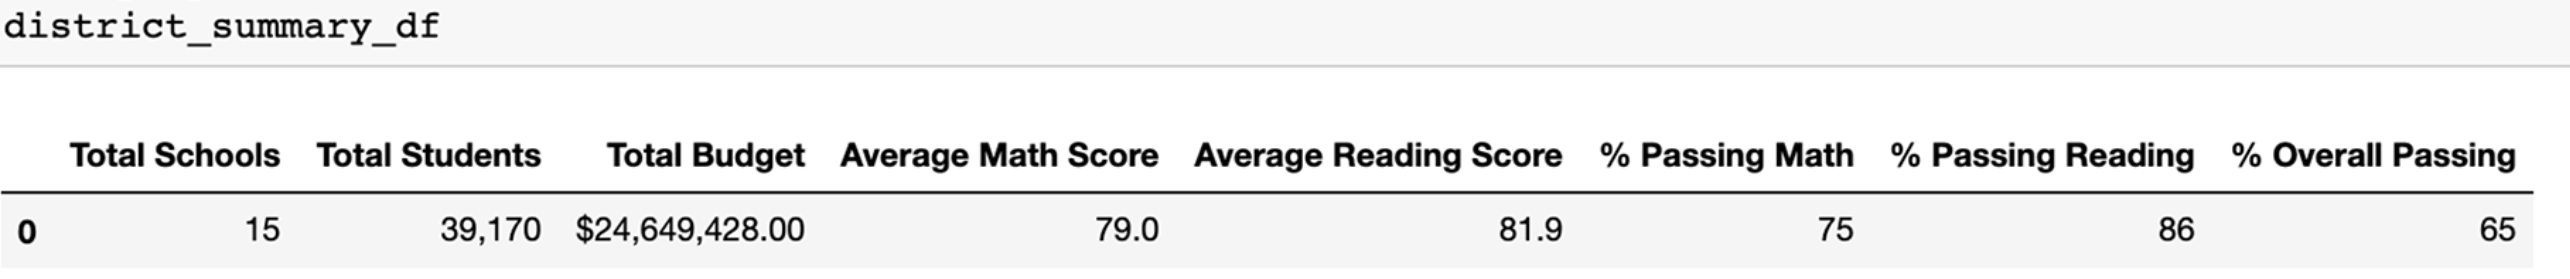 district_summary_df
Total Schools Total Students Total Budget Average Math Score Average Reading Score % Passing Math % Passing Reading % Overall Passing
0 15 39,170 $24,649,428.00 79.0 81.9 75 86 65